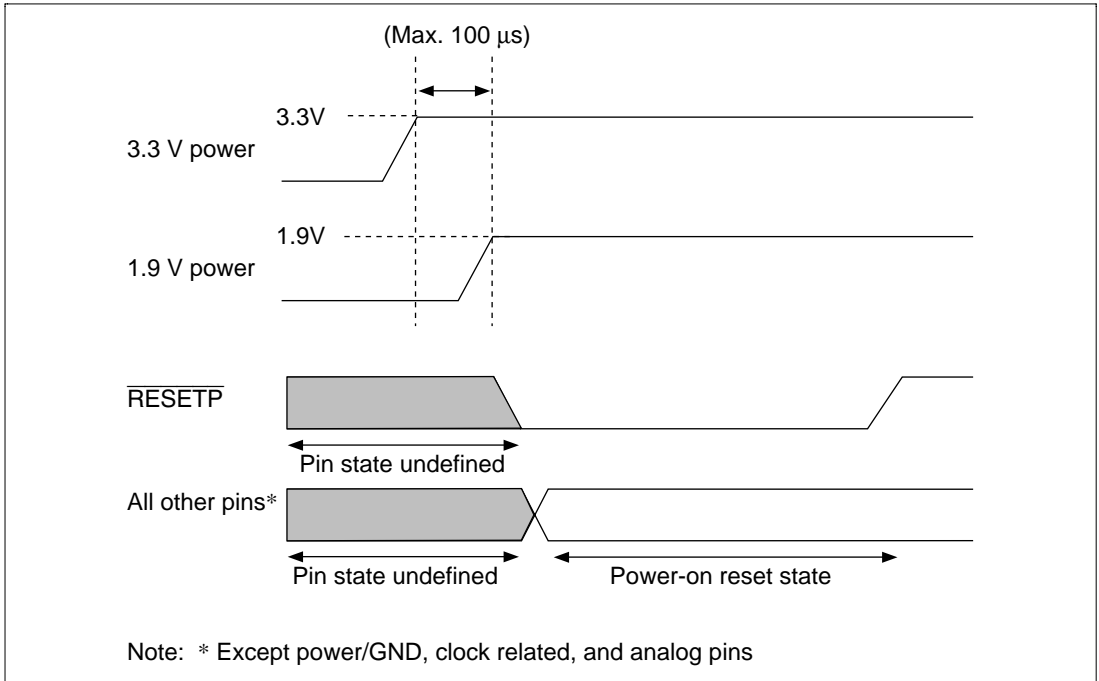 (Max. 100 μs)
3.3V
3.3 V power
1.9V
1.9 V power
RESETP
Pin state undefined
All other pins*
Pin state undefined
Power-on reset state
Note: * Except power/GND, clock related, and analog pins